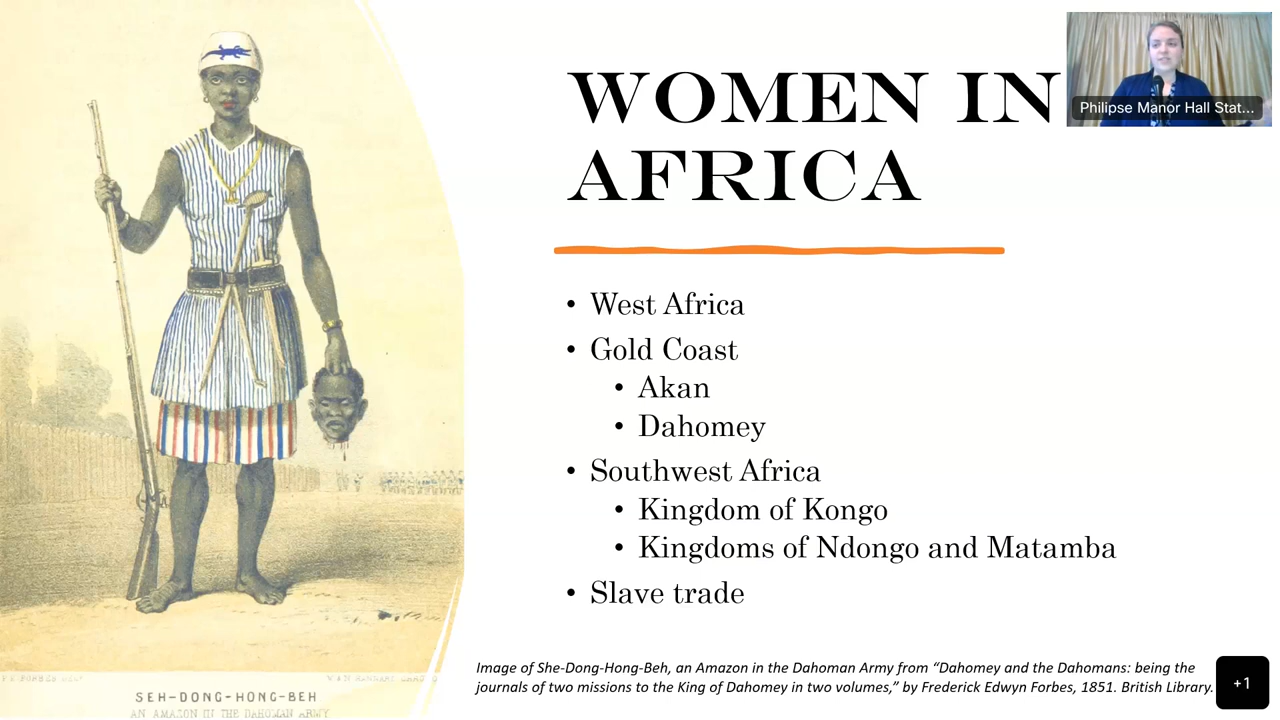 WOMEN IN
AFRICA
Philipse Manor Hall Stat...
• West Africa
• Gold Coast
• Akan
• Dahomey
• Southwest Africa
• Kingdom of Kongo
• Kingdoms of Ndongo and Matamba
• Slave trade
Image of She-Dong-Hong-Beh, an Amazon in the Dahoman Army from “Dahomey and the Dahomans: being the
journals of two missions to the King of Dahomey in two volumes,” by Frederick Edwyn Forbes, 1851. British Library.
+1
SEH-DONG-HONG-BEH
AN AMAZON IN THE DAHOMAN ARMY